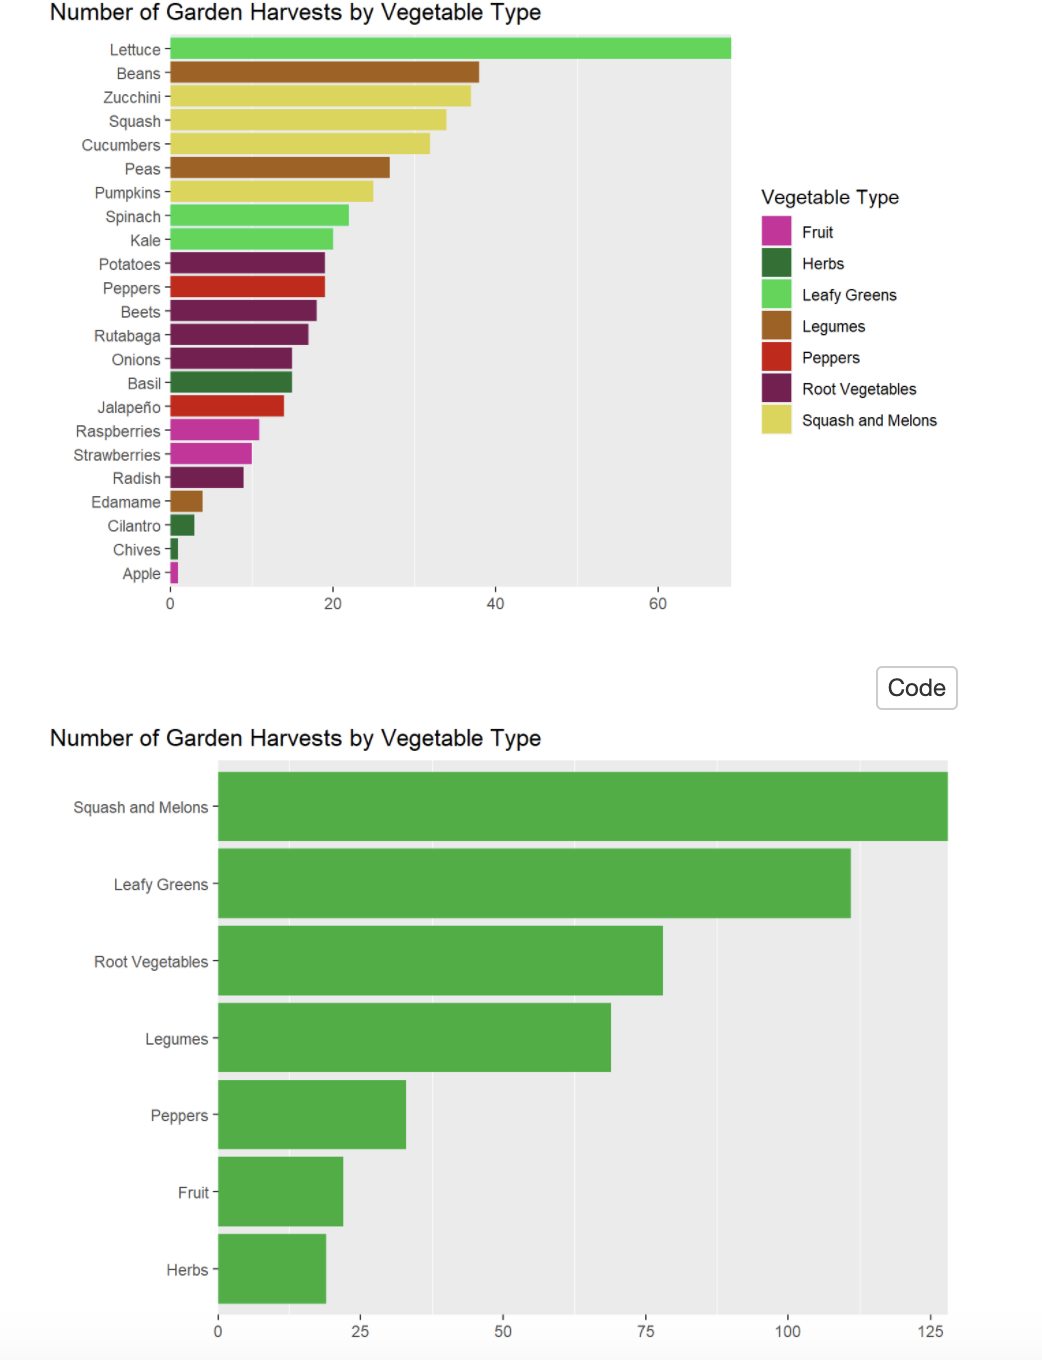 Number of Garden Harvests by Vegetable Type
Lettuce
Beans
Zucchini
Squash
Cucumbers
Peas
Pumpkins
Spinach
Kale
Potatoes
Peppers
Beets
Rutabaga
Onions
Basil
Jalapeño
Raspberries
Strawberries
Radish
Edamame
Cilantro
Chives
Apple
0 20 40 60
Vegetable Type
Fruit
Herbs
Leafy Greens
Legumes
Peppers
Root Vegetables
Squash and Melons
Code
Number of Garden Harvests by Vegetable Type
Squash and Melons
Leafy Greens
Root Vegetables
Legumes
Peppers
Fruit
Herbs
0 25 50 75 100 125